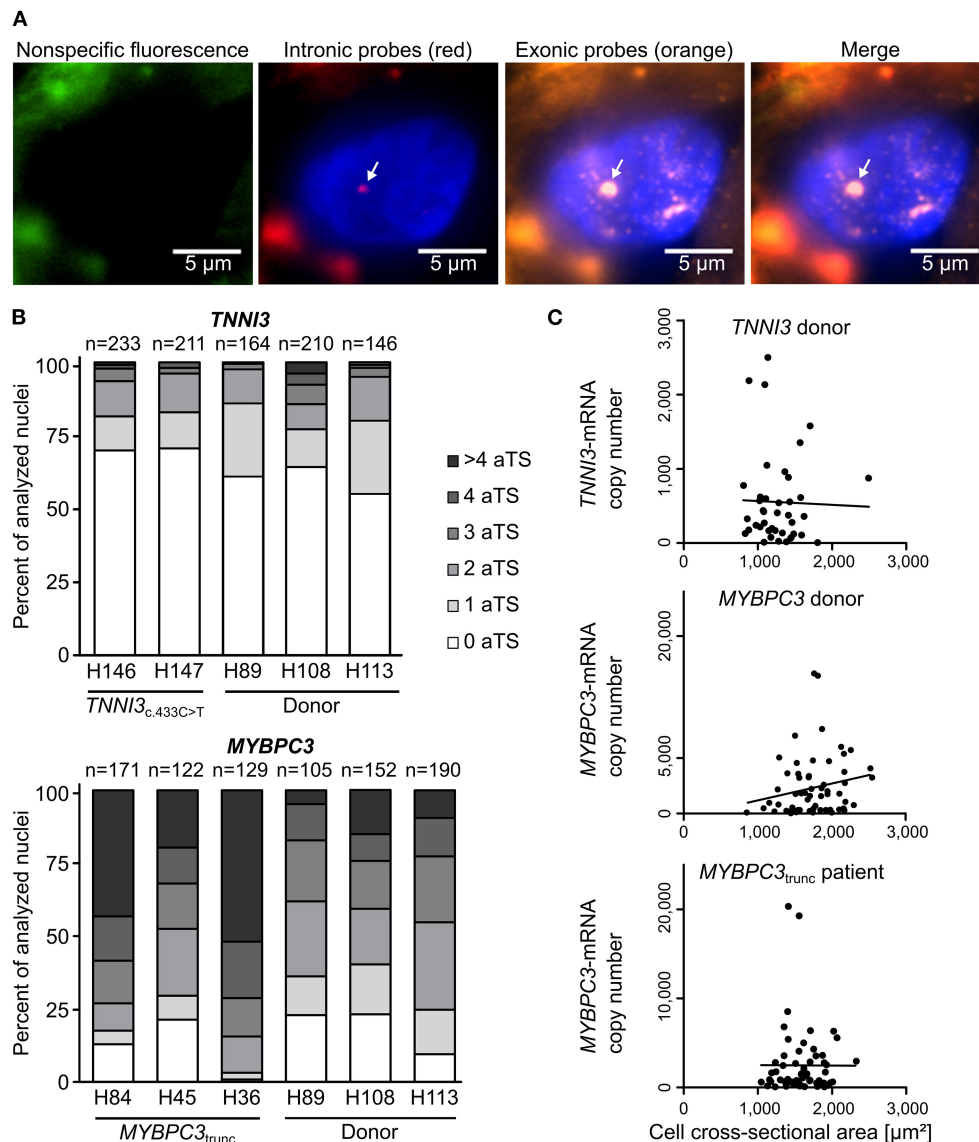 A
Nonspecific fluorescence
Intronic probes (red)
Exonic probes (orange)
Merge
5 µm
5 µm
5 µm
5 µm
B
TNNI3
n=233 n=211 n=164 n=210 n=146
Percent of analyzed nuclei
100
75
50
25
0
H146 H147 H89 H108 H113
TNNI3c.433C>T
Donor
>4 aTS
4 aTS
3 aTS
2 aTS
1 aTS
0 aTS
MYBPC3
n=171 n=122 n=129 n=105 n=152 n=190
Percent of analyzed nuclei
100
75
50
25
0
H84 H45 H36 H89 H108 H113
MYBPC3trunc
Donor
C
TNNI3 donor
TNNI3-mRNA
copy number
3,000
2,000
1,000
0
0 1,000 2,000 3,000
MYBPC3 donor
MYBPC3-mRNA
copy number
20,000
5,000
0
0 1,000 2,000 3,000
MYBPC3trunc patient
MYBPC3-mRNA
copy number
20,000
10,000
0
0 1,000 2,000 3,000
Cell cross-sectional area [µm²]